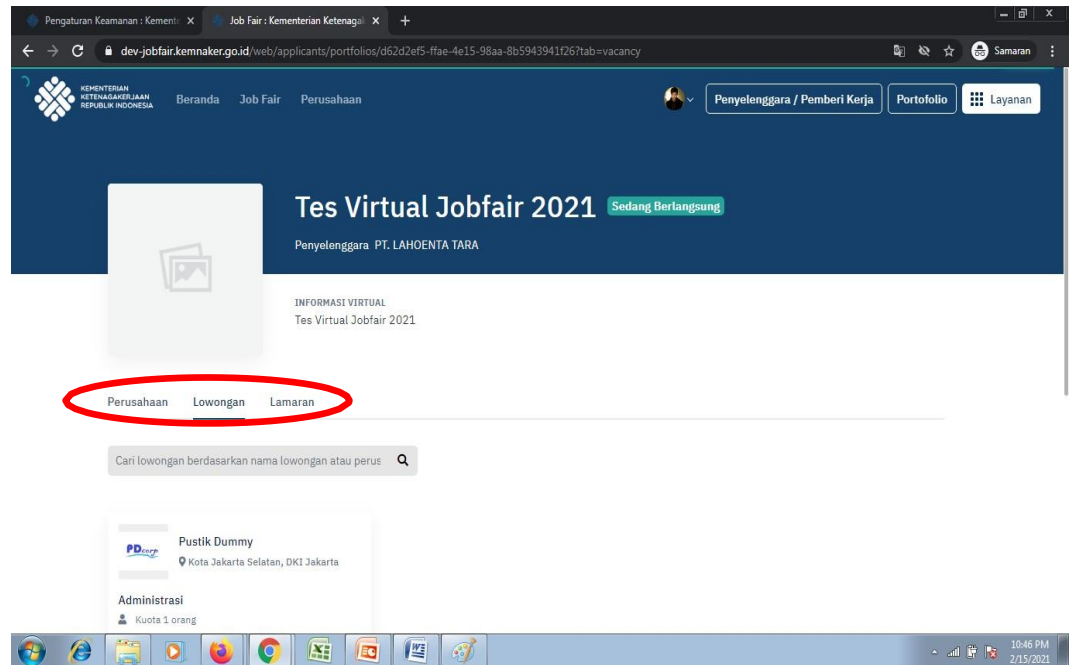 Pengaturan Keamanan : Kement
Job Fair : Kementerian Ketenaga
dev-jobfair.kemnaker.go.id/web/applicants/portfolios/d62d2ef5-ffae-4e15-98aa-8b5943941f26?tab=vacancy
Samaran
KEMENTERIAN
KETENAGAKERJAAN
REPUBLIK INDONESIA
Beranda Job Fair Perusahaan
Penyelenggara / Pemberi Kerja
Portofolio
Layanan
Tes Virtual Jobfair 2021 Sedang Berlangsung
Penyelenggara PT. LAHOENTA TARA
INFORMASI VIRTUAL
Tes Virtual Jobfair 2021
Perusahaan Lowongan Lamaran
Cari lowongan berdasarkan nama lowongan atau perus
PDcorp
Pustik Dummy
Kota Jakarta Selatan, DKI Jakarta
Administrasi
Kuota 1 orang
10:46 PM
2/15/2021